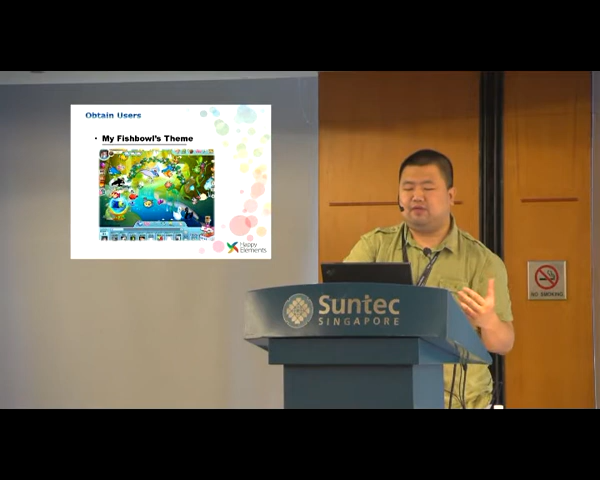 Obtain Users
• My Fishbowl's Theme
Happy
Elements
Suntec
SINGAPORE
NO SMOKING